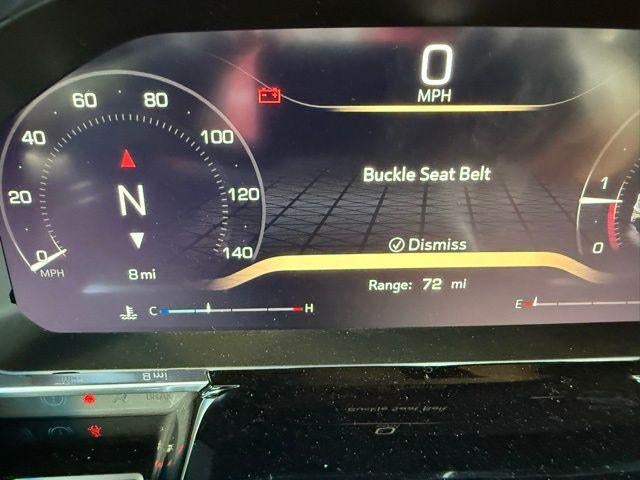 0
MPH
60 80
40 100
20 120
0 140
MPH
N
8 mi
C H
Buckle Seat Belt
Dismiss
Range: 72 mi
1
0
E